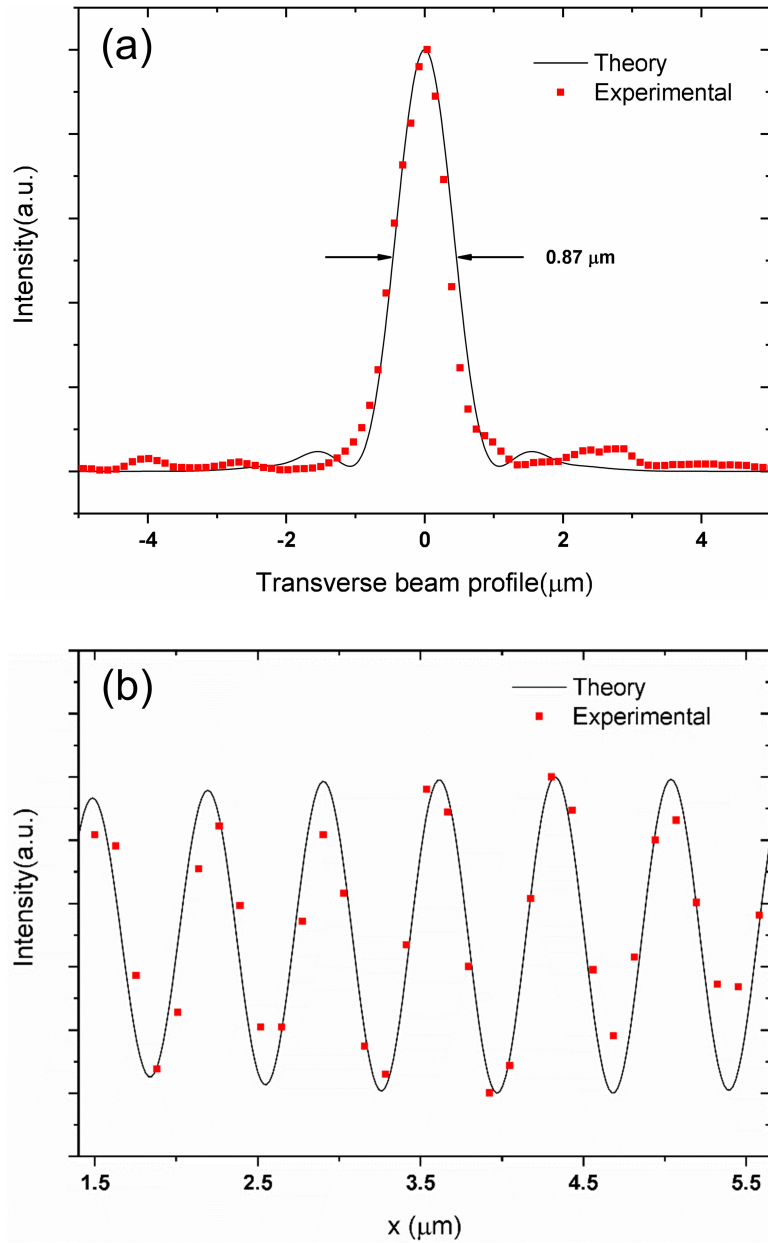 (a)
Theory
Experimental
Intensity(a.u.)
0.87 μm
-4 -2 0 2 4
Transverse beam profile(μm)
(b)
Theory
Experimental
Intensity(a.u.)
1.5 2.5 3.5 4.5 5.5
x (μm)